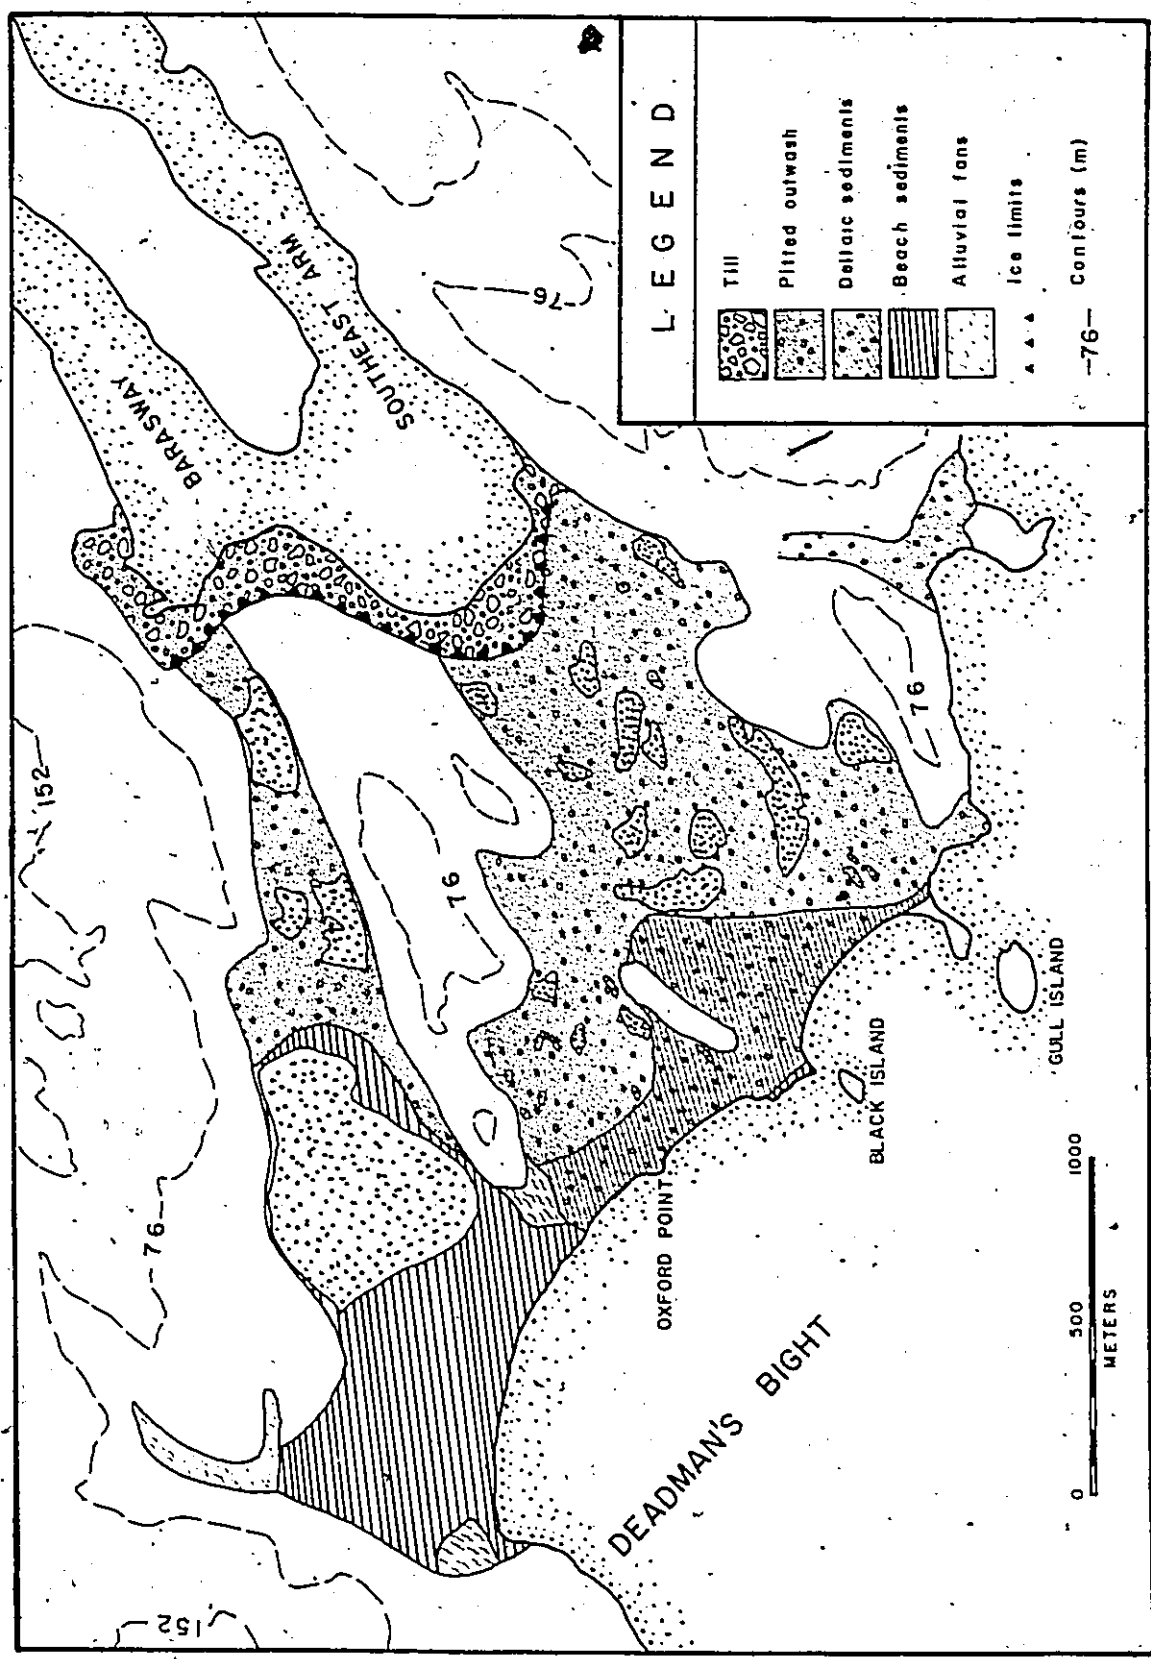 BARASWAY
SOUTHEAST ARM
152
76
76
76
76
152
OXFORD POINT
BLACK ISLAND
GULL ISLAND
DEADMAN'S BIGHT
0 500 1000
METERS
LEGEND
Till
Pitted outwash
Deltaic sediments
Beach sediments
Alluvial fans
Ice limits
—76— Contours (m)